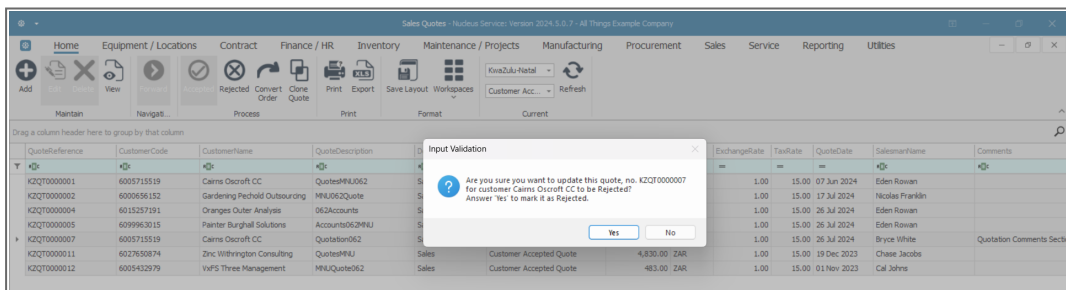 Sales Quotes - Nucleus Service: Version 2024.5.0.7 - All Things Example Company
Home Equipment / Locations Contract Finance / HR Inventory Maintenance / Projects Manufacturing Procurement Sales Service Reporting Utilities
Add Edit Delete View Forward Accepted Rejected Convert Order Clone Quote Print Export Save Layout Workspaces KwaZulu-Natal Customer Acc... Refresh
Maintain Navigati... Process Print Format Current
Drag a column header here to group by that column
QuoteReference CustomerCode CustomerName QuoteDescription ExchangeRate TaxRate QuoteDate SalesmanName Comments
KZQT0000001 6005715519 Cairns Oscroft CC QuotesMNU062 1.00 15.00 07 Jun 2024 Eden Rowan
KZQT0000002 6000656152 Gardening Pechold Outsourcing MNU062Quote 1.00 15.00 17 Jul 2024 Nicolas Franklin
KZQT0000004 6015257191 Oranges Outer Analysis 062Accounts 1.00 15.00 26 Jul 2024 Eden Rowan
KZQT0000005 6099963015 Painter Burghall Solutions Accounts062MNU 1.00 15.00 26 Jul 2024 Eden Rowan
KZQT0000007 6005715519 Cairns Oscroft CC Quotation062 1.00 15.00 26 Jul 2024 Bryce White Quotation Comments Secti
KZQT0000011 6027650874 Zinc Withrington Consulting QuotesMNU Sales Customer Accepted Quote 4,830.00 ZAR 1.00 15.00 19 Dec 2023 Chase Jacobs
KZQT0000012 6005432979 VxFS Three Management MNUQuote062 Sales Customer Accepted Quote 483.00 ZAR 1.00 15.00 01 Nov 2023 Cal Johns
Input Validation
Are you sure you want to update this quote, no. KZQT0000007
for customer Cairns Oscroft CC to be Rejected?
Answer 'Yes' to mark it as Rejected.
Yes No